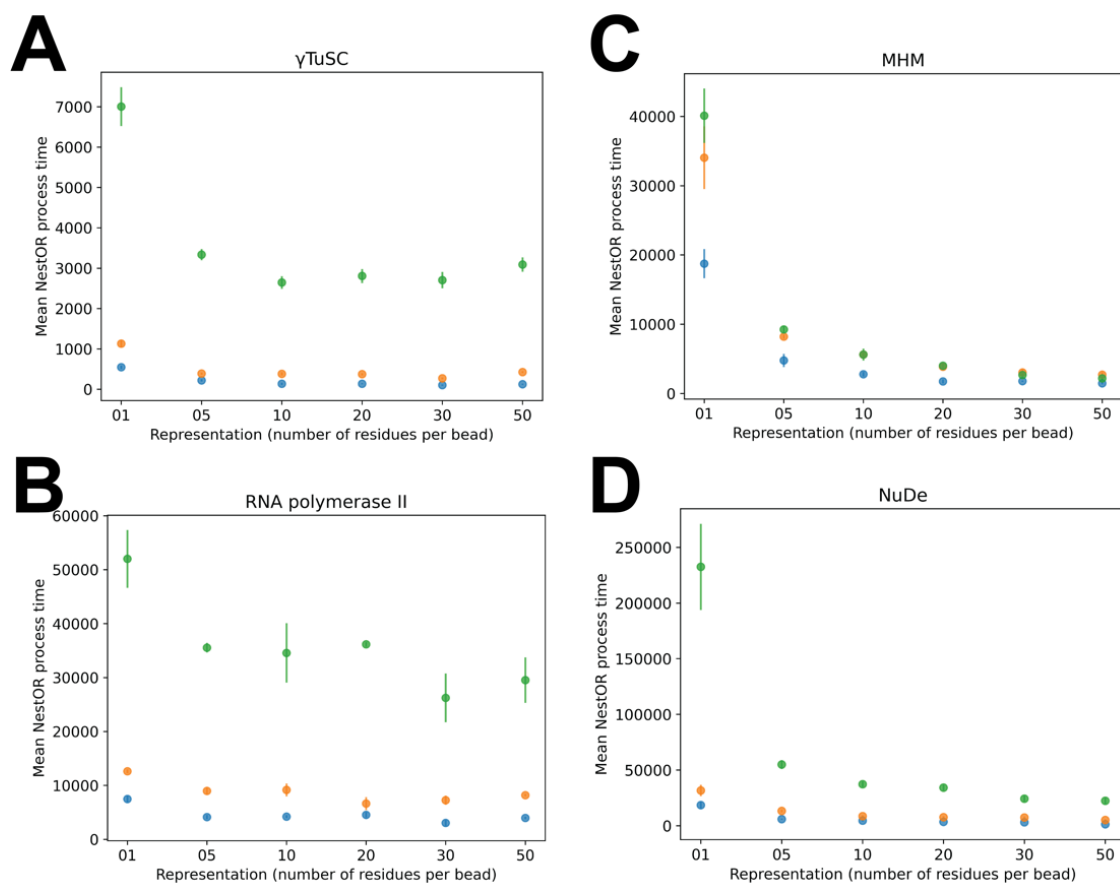 A
γTuSC
Mean NestOR process time
7000
6000
5000
4000
3000
2000
1000
0
01 05 10 20 30 50
Representation (number of residues per bead)
B
RNA polymerase II
Mean NestOR process time
60000
50000
40000
30000
20000
10000
0
01 05 10 20 30 50
Representation (number of residues per bead)
C
MHM
Mean NestOR process time
40000
30000
20000
10000
0
01 05 10 20 30 50
Representation (number of residues per bead)
D
NuDe
Mean NestOR process time
250000
200000
150000
100000
50000
0
01 05 10 20 30 50
Representation (number of residues per bead)